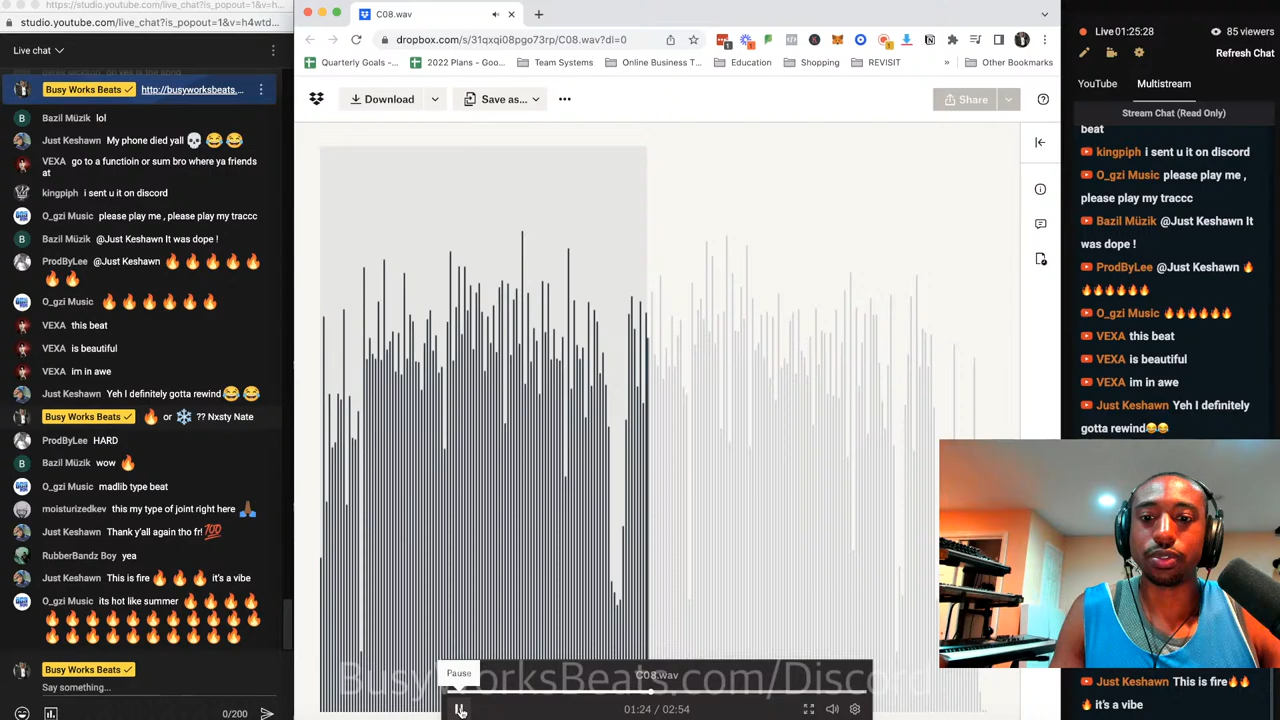 studio.youtube.com/live_chat?is_popout=1&v=h4wtd...
studio.youtube.com/live_chat?is_popout=1&v=h4wtd...
Live chat
Busy Works Beats http://busyworksbeats....
Bazil Müzik lol
Just Keshawn My phone died yall 💀 😂 😂
VEXA go to a functioin or sum bro where ya friends
at
kingpiph i sent u it on discord
O_gzi Music please play me , please play my traccc
Bazil Müzik @Just Keshawn It was dope !
ProdByLee @Just Keshawn 🔥 🔥 🔥 🔥 🔥
🔥 🔥
O_gzi Music 🔥 🔥 🔥 🔥 🔥 🔥
VEXA this beat
VEXA is beautiful
VEXA im in awe
Just Keshawn Yeh I definitely gotta rewind 😂 😂
Busy Works Beats 🔥 or ❄️ ?? Nxsty Nate
ProdByLee HARD
Bazil Müzik wow 🔥
O_gzi Music madlib type beat
moisturizedkev this my type of joint right here 🙏🏾
Just Keshawn Thank y'all again tho fr! 💯
RubberBandz Boy yea
Just Keshawn This is fire 🔥 🔥 🔥 it's a vibe
O_gzi Music its hot like summer 🔥 🔥 🔥 🔥
🔥 🔥 🔥 🔥 🔥 🔥 🔥 🔥 🔥 🔥 🔥
🔥 🔥 🔥 🔥 🔥 🔥 🔥 🔥 🔥 🔥
Busy Works Beats
Say something...
0/200
C08.wav
dropbox.com/s/31qxqi08pgo73rp/C08.wav?dl=0
Quarterly Goals -...
2022 Plans - Goo...
Team Systems
Online Business T...
Education
Shopping
REVISIT
»
Other Bookmarks
Download
Save as...
Share
Pause
C08.wav
BusyWorksBeats.com/Discord
01:24 / 02:54
Live 01:25:28
85 viewers
Refresh Chat
YouTube
Multistream
Stream Chat (Read Only)
beat
kingpiph i sent u it on discord
O_gzi Music please play me ,
please play my traccc
Bazil Müzik @Just Keshawn It
was dope !
ProdByLee @Just Keshawn 🔥
🔥🔥🔥🔥🔥🔥
O_gzi Music 🔥🔥🔥🔥🔥🔥
VEXA this beat
VEXA is beautiful
VEXA im in awe
Just Keshawn Yeh I definitely
gotta rewind😂😂
Just Keshawn This is fire🔥🔥
🔥 it's a vibe